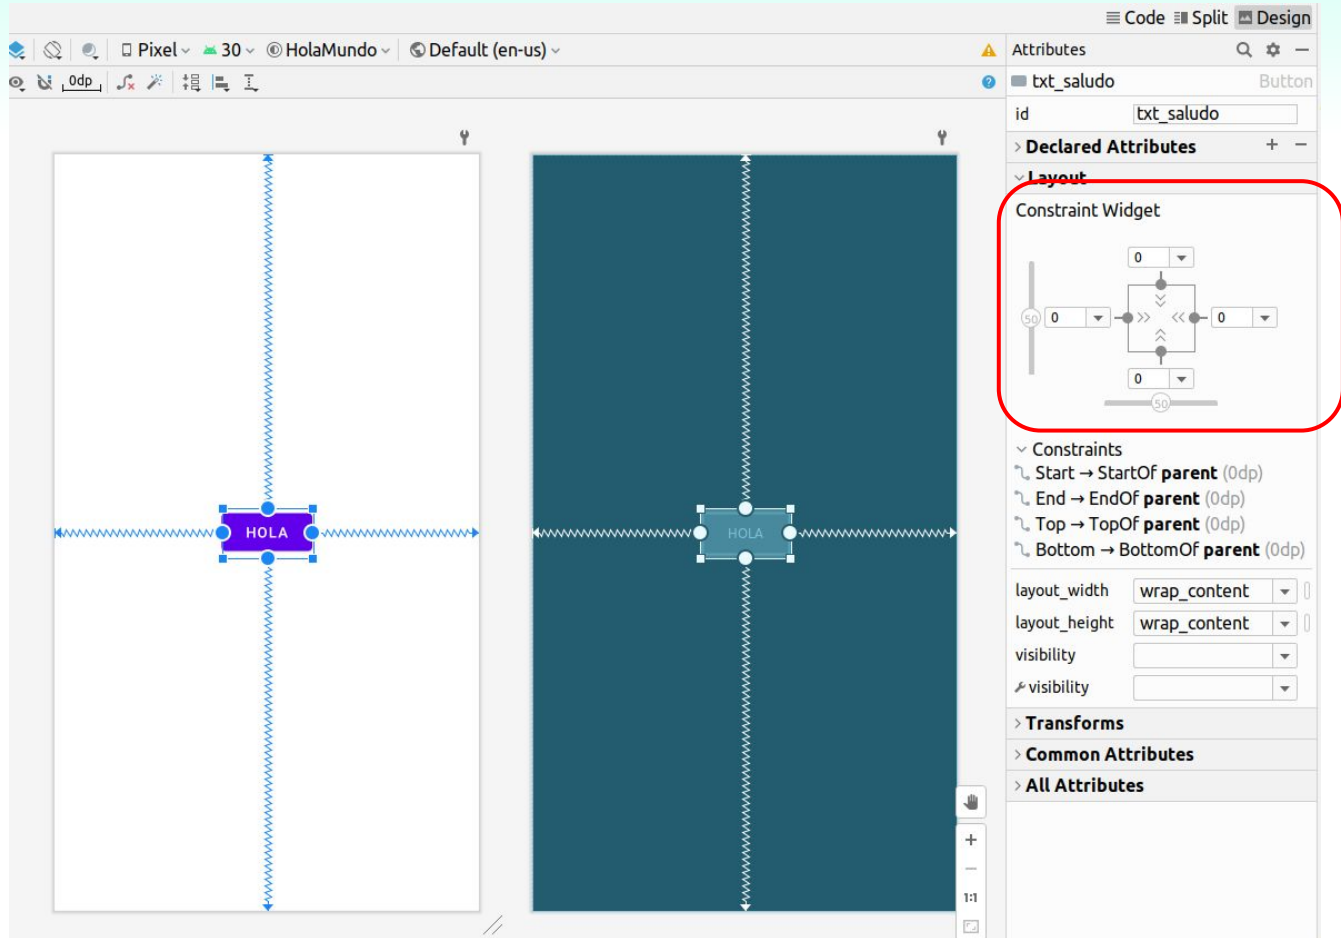 Code Split Design
Pixel 30 HolaMundo Default (en-us)
Attributes
0dp
txt_saludo Button
id txt_saludo
Declared Attributes
Layout
Constraint Widget
0
50 0 0
0
50
HOLA
HOLA
Constraints
Start → StartOf parent (0dp)
End → EndOf parent (0dp)
Top → TopOf parent (0dp)
Bottom → BottomOf parent (0dp)
layout_width wrap_content
layout_height wrap_content
visibility
visibility
Transforms
Common Attributes
All Attributes
1:1